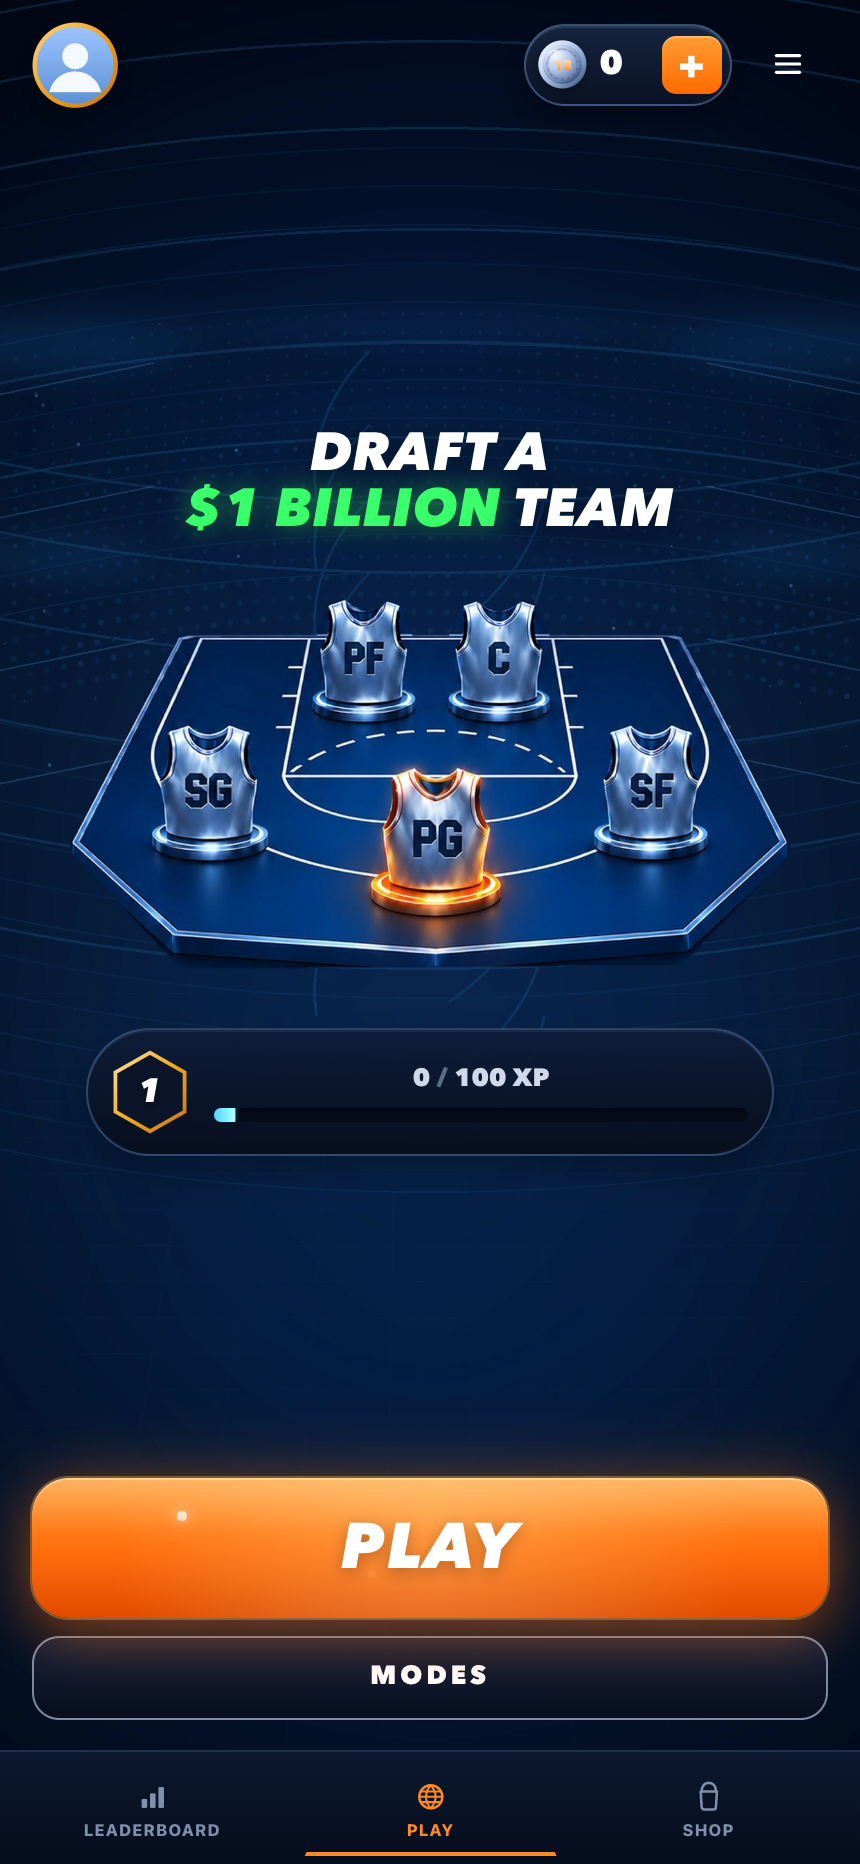 0
DRAFT A
$1 BILLION TEAM
PF
C
SG
SF
PG
1
0 / 100 XP
PLAY
MODES
LEADERBOARD
PLAY
SHOP